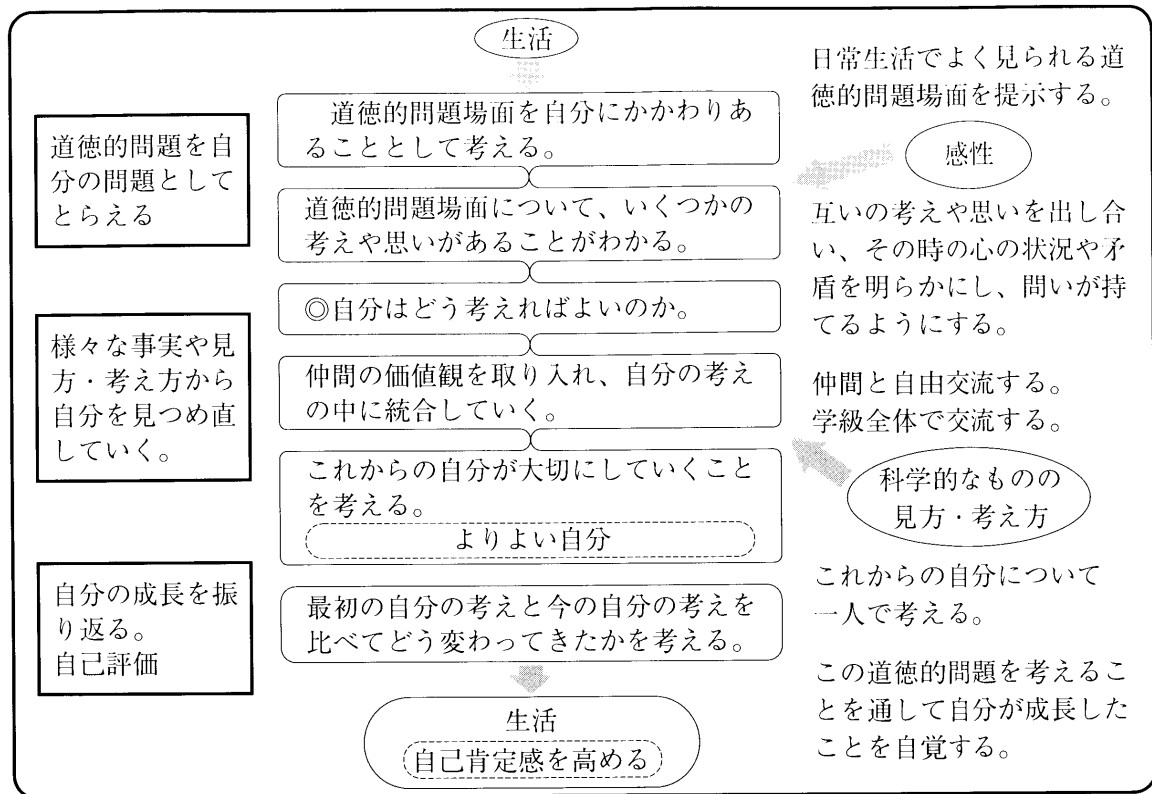 生活
道徳的問題を自
分の問題として
とらえる
様々な事実や見
方・考え方から
自分を見つめ直
していく。
自分の成長を振
り返る。
自己評価
道徳的問題場面を自分にかかわりあ
ることとして考える。
道徳的問題場面について、いくつかの
考えや思いがあることがわかる。
◎自分はどう考えればよいのか。
仲間の価値観を取り入れ、自分の考え
の中に統合していく。
これからの自分が大切にしていくこと
を考える。
よりよい自分
最初の自分の考えと今の自分の考えを
比べてどう変わってきたかを考える。
生活
自己肯定感を高める
日常生活でよく見られる道
徳的問題場面を提示する。
感性
互いの考えや思いを出し合
い、その時の心の状況や矛
盾を明らかにし、問いが持
てるようにする。
仲間と自由交流する。
学級全体で交流する。
科学的なものの
見方・考え方
これからの自分について
一人で考える。
この道徳的問題を考えるこ
とを通して自分が成長した
ことを自覚する。